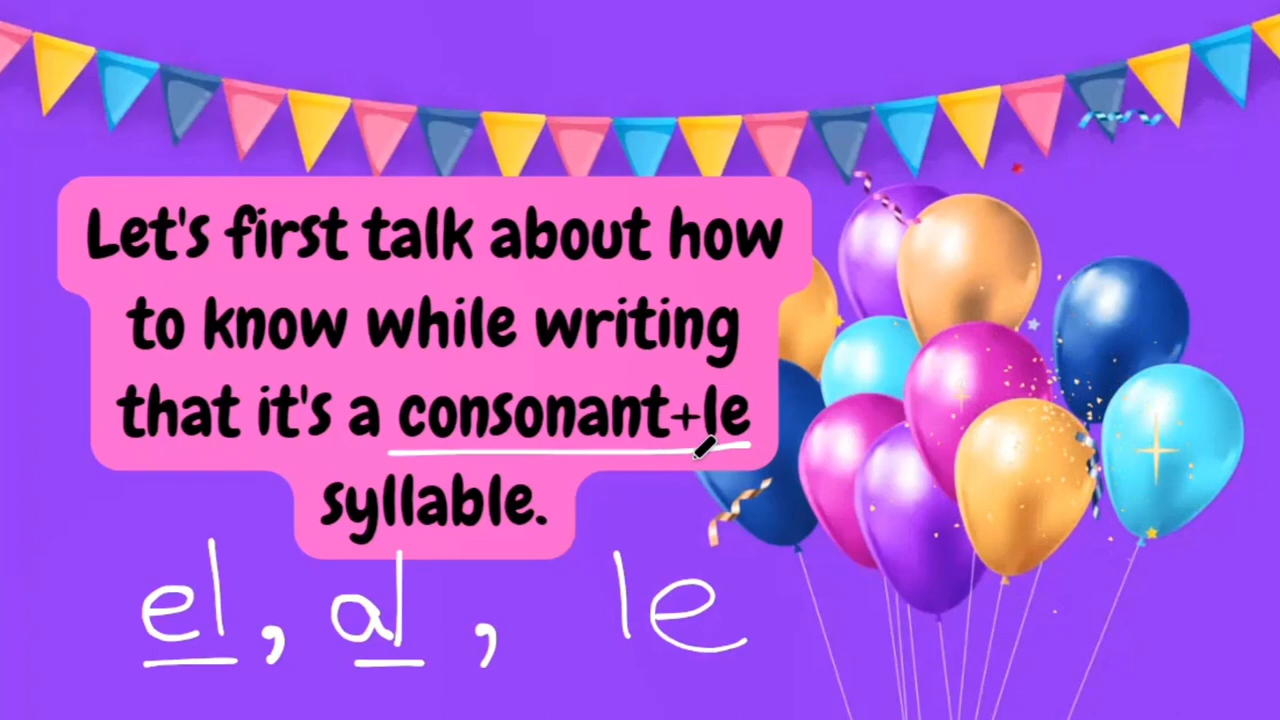 Let's first talk about how
to know while writing
that it's a consonant+le
syllable.
el, al, le